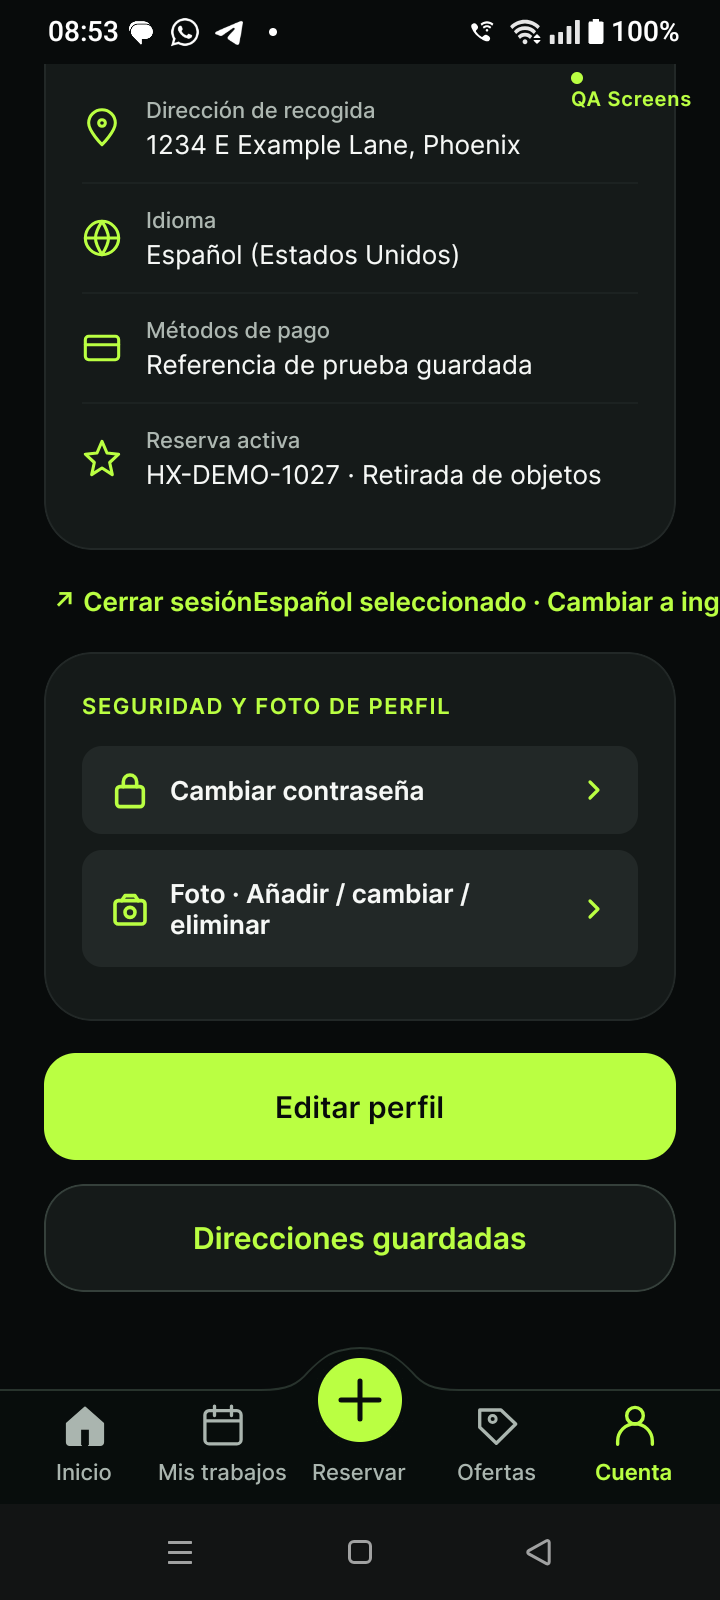 08:53
100%
QA Screens
Dirección de recogida
1234 E Example Lane, Phoenix
Idioma
Español (Estados Unidos)
Métodos de pago
Referencia de prueba guardada
Reserva activa
HX-DEMO-1027 · Retirada de objetos
Cerrar sesiónEspañol seleccionado · Cambiar a ing
SEGURIDAD Y FOTO DE PERFIL
Cambiar contraseña
Foto · Añadir / cambiar /
eliminar
Editar perfil
Direcciones guardadas
Inicio
Mis trabajos
Reservar
Ofertas
Cuenta